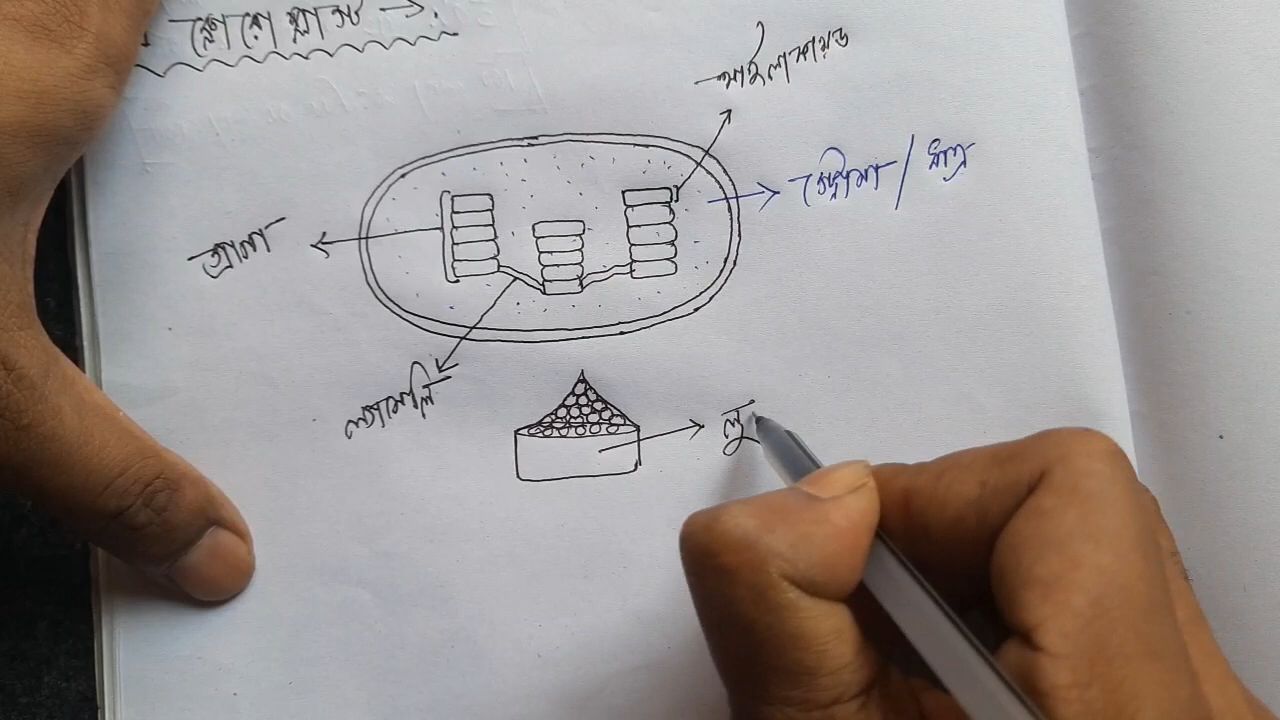 ক্লোরোপ্লাস্ট →.
থাইলাকয়েড
স্ট্রোমা / ধাত্র
গ্রানা
ল্যামেলি
লু